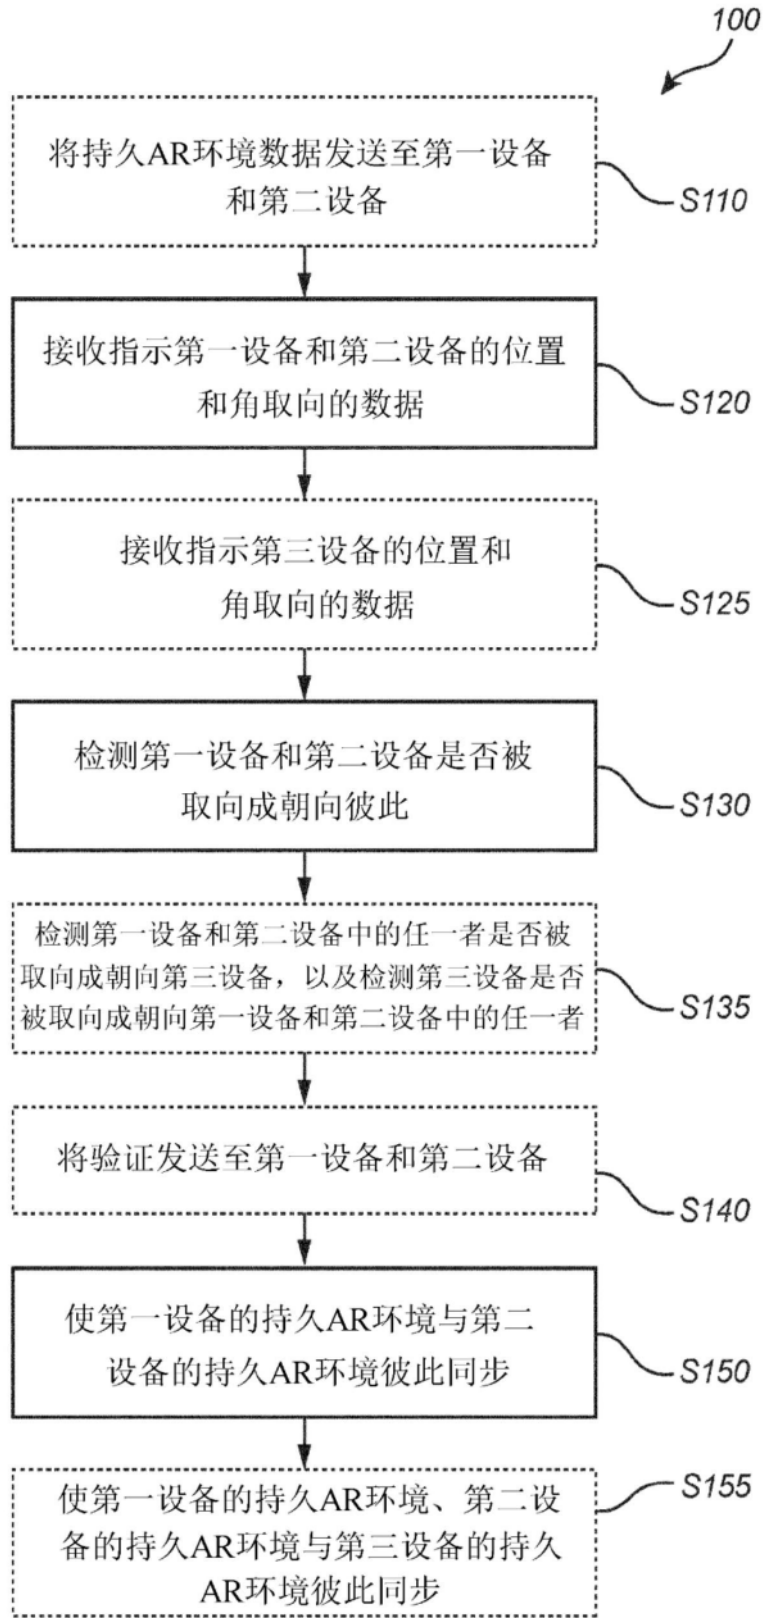 100
将持久AR环境数据发送至第一设备
和第二设备
S110
接收指示第一设备和第二设备的位置
和角取向的数据
S120
接收指示第三设备的位置和
角取向的数据
S125
检测第一设备和第二设备是否被
取向成朝向彼此
S130
检测第一设备和第二设备中的任一者是否被
取向成朝向第三设备，以及检测第三设备是否
被取向成朝向第一设备和第二设备中的任一者
S135
将验证发送至第一设备和第二设备
S140
使第一设备的持久AR环境与第二
设备的持久AR环境彼此同步
S150
使第一设备的持久AR环境、第二设
备的持久AR环境与第三设备的持久
AR环境彼此同步
S155